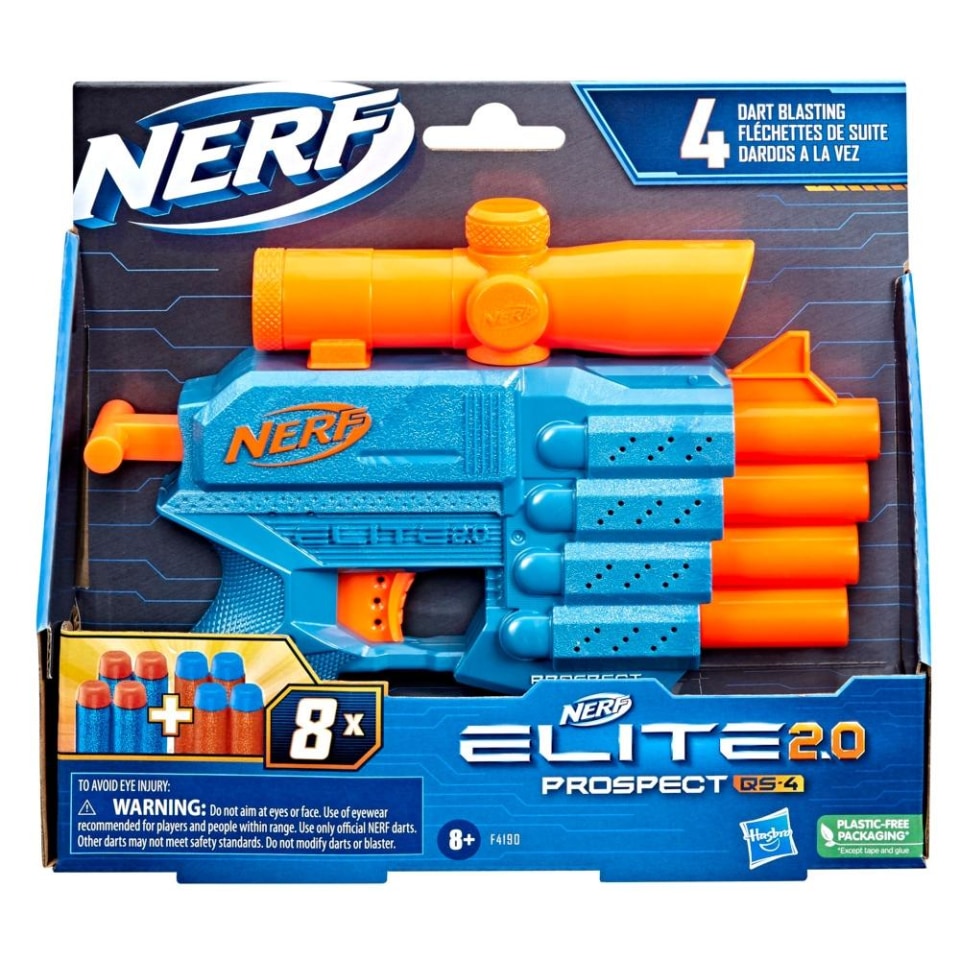 NERF
4 DART BLASTING
FLÉCHETTES DE SUITE
DARDOS A LA VEZ
NERF
NERF
ELITE 2.0
PROSPECT
+
8x
NERF
ELITE 2.0
PROSPECT QS-4
TO AVOID EYE INJURY:
⚠ WARNING: Do not aim at eyes or face. Use of eyewear
recommended for players and people within range. Use only official NERF darts.
Other darts may not meet safety standards. Do not modify darts or blaster.
8+
F4190
Hasbro
PLASTIC-FREE
PACKAGING*
*Except tape and glue